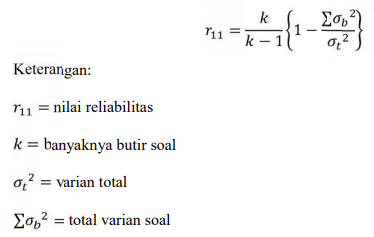 r₁₁ = k / (k − 1) {1 − Σσ_b² / σ_t²}
Keterangan:
r₁₁ = nilai reliabilitas
k = banyaknya butir soal
σ_t² = varian total
Σσ_b² = total varian soal